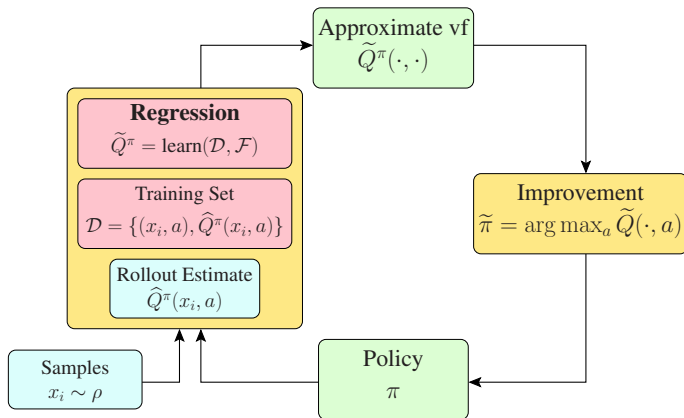 Approximate vf
Q̃^π(·, ·)
Regression
Q̃^π = learn(𝒟, ℱ)
Training Set
𝒟 = {(x_i, a), Q̂^π(x_i, a)}
Rollout Estimate
Q̂^π(x_i, a)
Improvement
π̃ = arg max_a Q̃(·, a)
Samples
x_i ∼ ρ
Policy
π